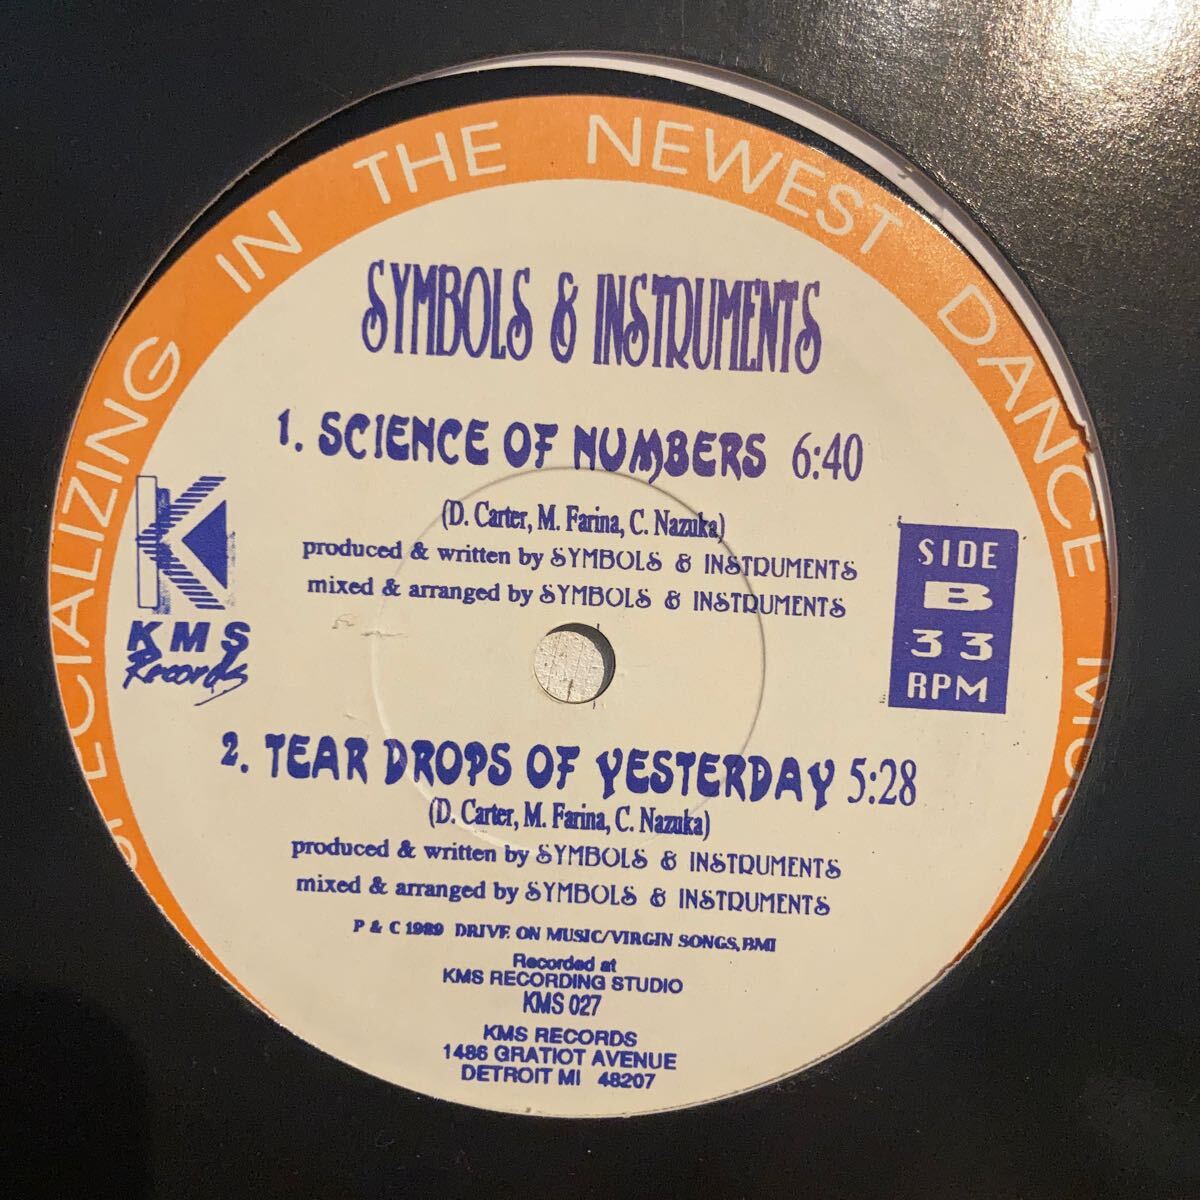 SPECIALIZING IN THE NEWEST DANCE MUSIC
SYMBOLS & INSTRUMENTS
1. SCIENCE OF NUMBERS 6:40
(D. Carter, M. Farina, C. Nazuka)
produced & written by SYMBOLS & INSTRUMENTS
mixed & arranged by SYMBOLS & INSTRUMENTS
K
KMS
Records
SIDE
B
33
RPM
2. TEAR DROPS OF YESTERDAY 5:28
(D. Carter, M. Farina, C. Nazuka)
produced & written by SYMBOLS & INSTRUMENTS
mixed & arranged by SYMBOLS & INSTRUMENTS
P & C 1989 DRIVE ON MUSIC/VIRGIN SONGS, BMI
Recorded at
KMS RECORDING STUDIO
KMS 027
KMS RECORDS
1486 GRATIOT AVENUE
DETROIT MI 48207